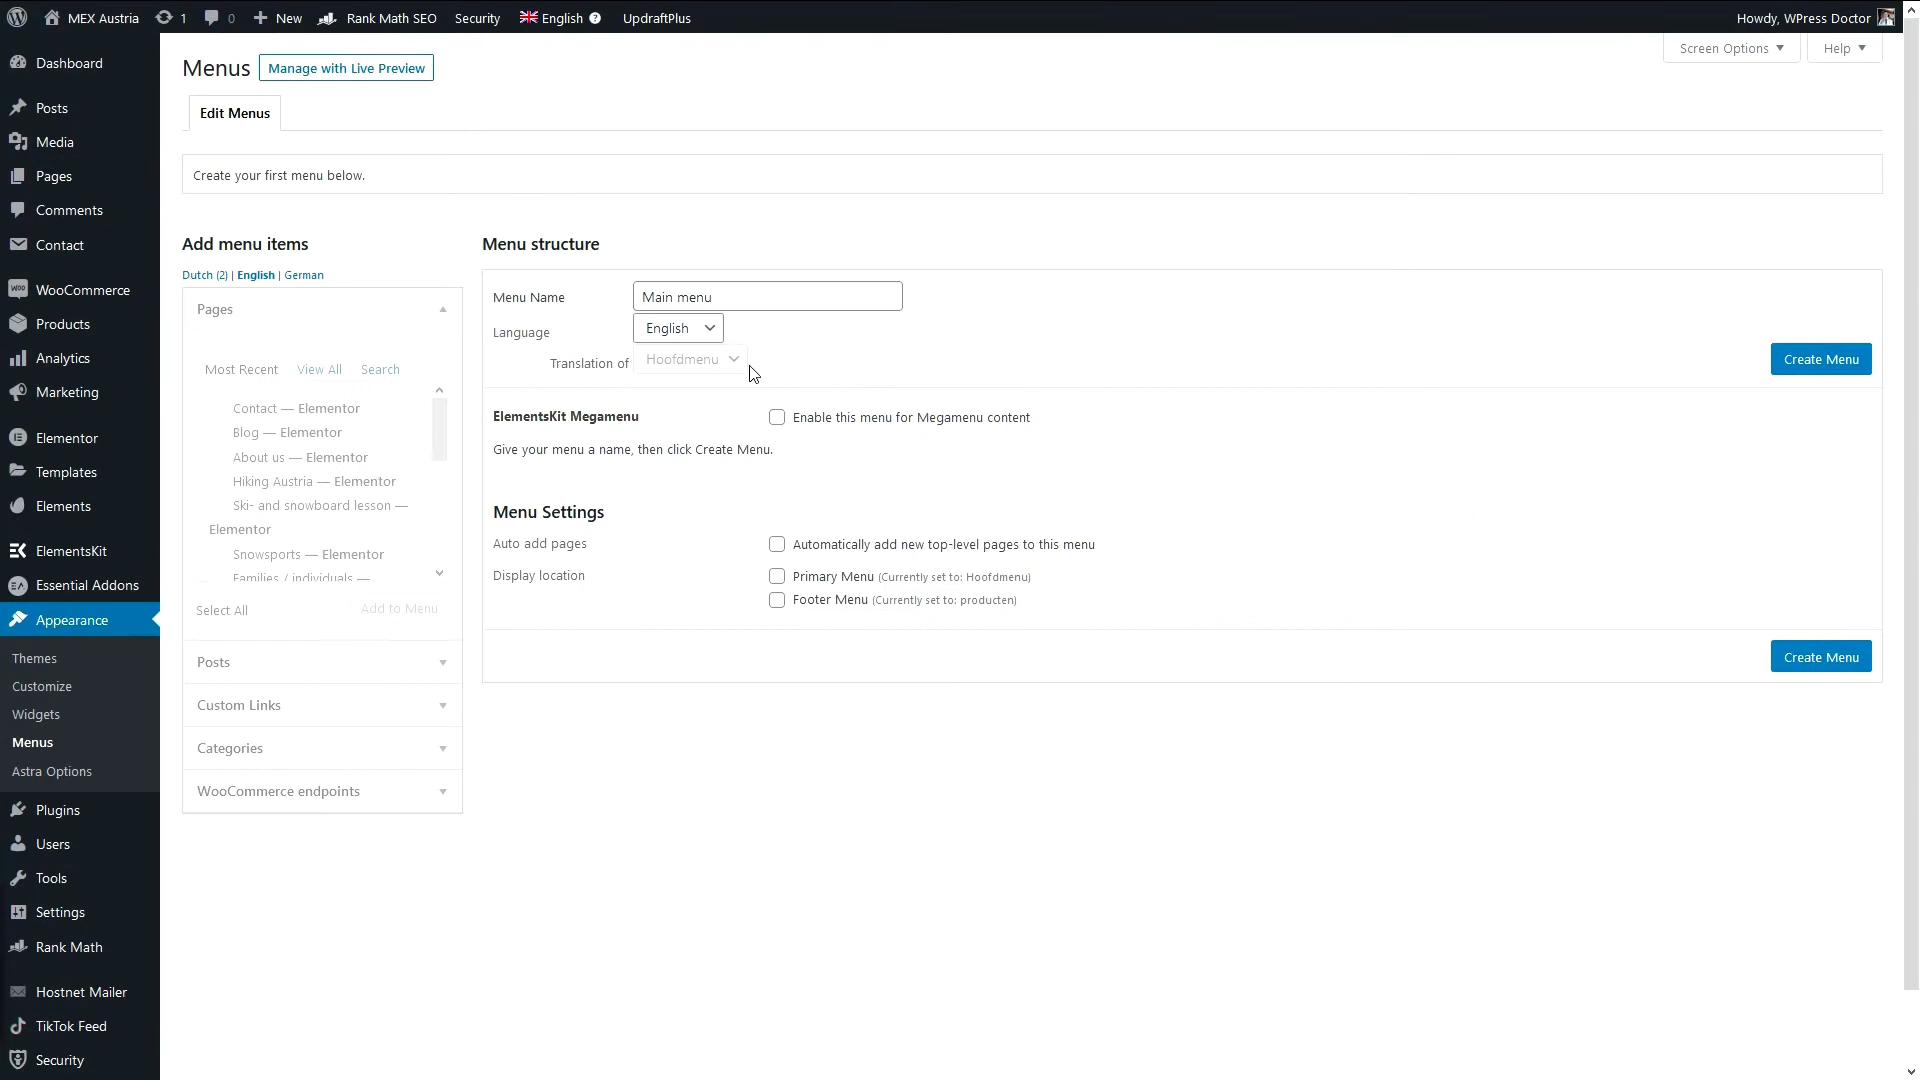 MEX Austria
1
0
New
Rank Math SEO
Security
English
UpdraftPlus
Howdy, WPress Doctor
Dashboard
Posts
Media
Pages
Comments
Contact
WooCommerce
Products
Analytics
Marketing
Elementor
Templates
Elements
ElementsKit
Essential Addons
Appearance
Themes
Customize
Widgets
Menus
Astra Options
Plugins
Users
Tools
Settings
Rank Math
Hostnet Mailer
TikTok Feed
Security
Screen Options
Help
Menus
Manage with Live Preview
Edit Menus
Create your first menu below.
Add menu items
Dutch (2) | English | German
Pages
Most Recent
View All
Search
Contact — Elementor
Blog — Elementor
About us — Elementor
Hiking Austria — Elementor
Ski- and snowboard lesson —
Elementor
Snowsports — Elementor
Families / individuals —
Select All
Add to Menu
Posts
Custom Links
Categories
WooCommerce endpoints
Menu structure
Menu Name
Main menu
Language
English
Translation of
Hoofdmenu
Create Menu
ElementsKit Megamenu
Enable this menu for Megamenu content
Give your menu a name, then click Create Menu.
Menu Settings
Auto add pages
Automatically add new top-level pages to this menu
Display location
Primary Menu (Currently set to: Hoofdmenu)
Footer Menu (Currently set to: producten)
Create Menu